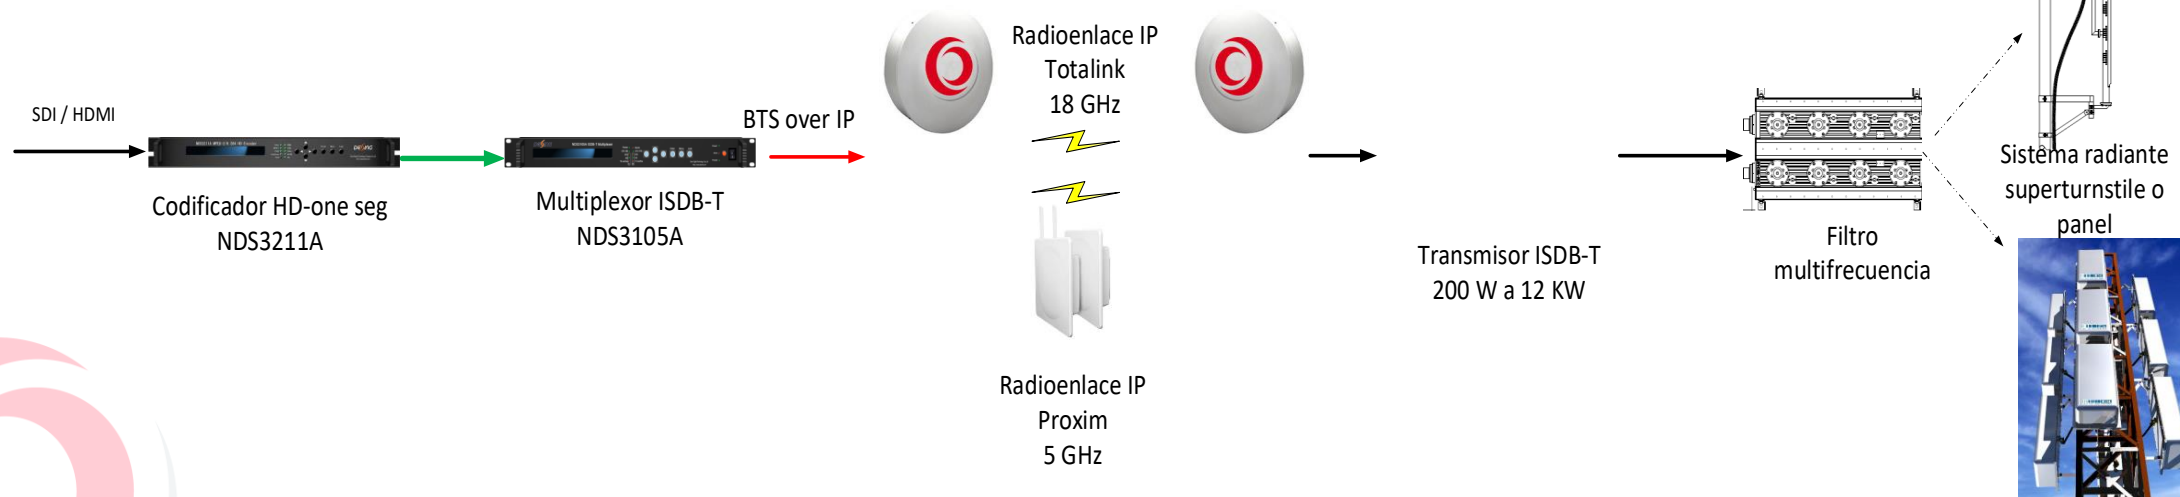 SDI / HDMI
Codificador HD-one seg
NDS3211A
Multiplexor ISDB-T
NDS3105A
BTS over IP
Radioenlace IP
Totalink
18 GHz
Radioenlace IP
Proxim
5 GHz
Transmisor ISDB-T
200 W a 12 KW
Filtro
multifrecuencia
Sistema radiante
superturnstile o
panel